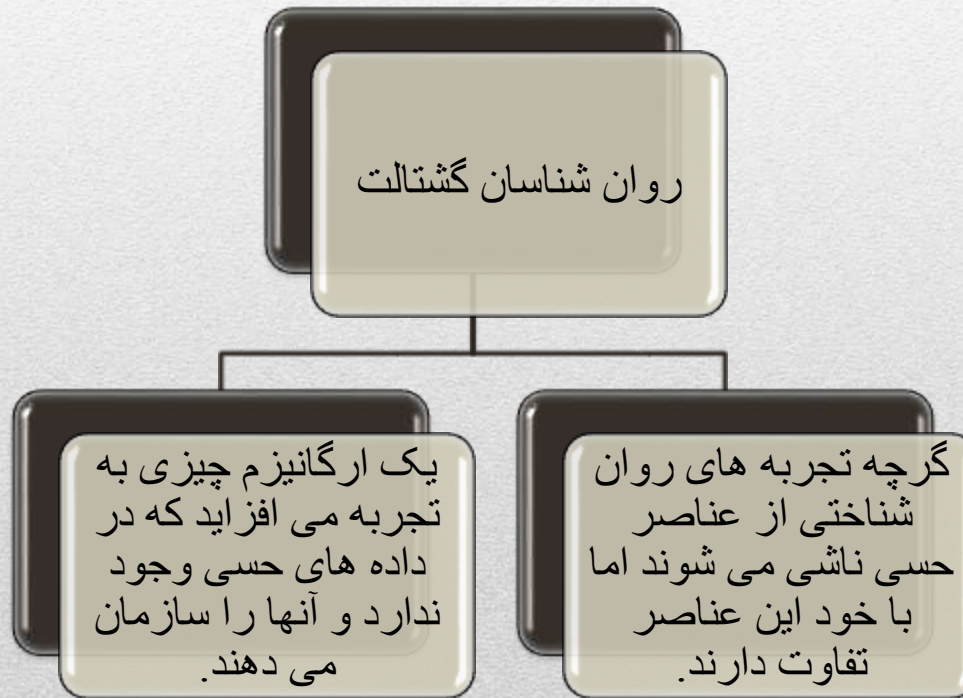 روان شناسان گشتالت
گرچه تجربه های روان
شناختی از عناصر
حسی ناشی می شوند اما
با خود این عناصر
تفاوت دارند.
یک ارگانیزم چیزی به
تجربه می افزاید که در
داده های حسی وجود
ندارد و آنها را سازمان
می دهند.